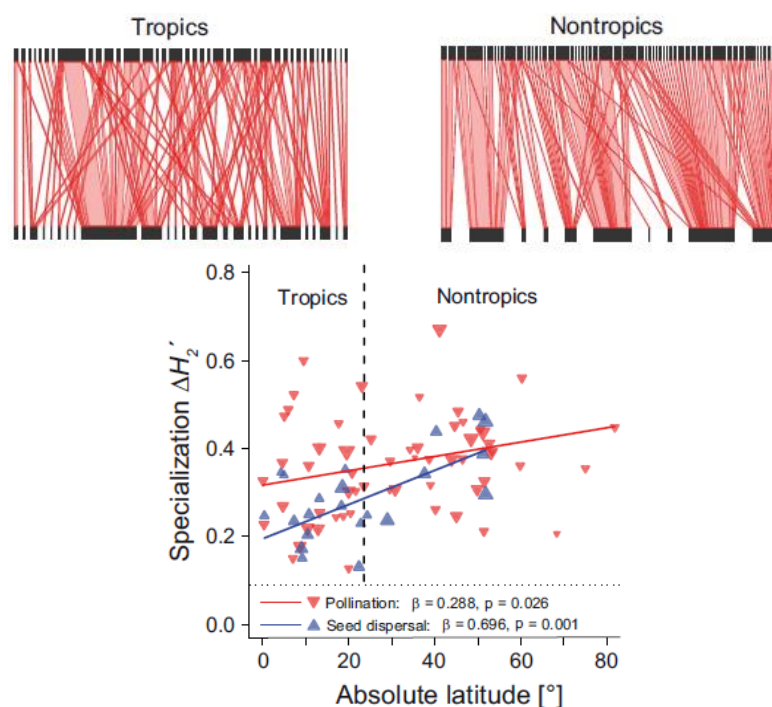 Tropics
Nontropics
0.8
Tropics
Nontropics
0.6
0.4
0.2
0.0
Specialization ΔH₂′
Pollination: β = 0.288, p = 0.026
Seed dispersal: β = 0.696, p = 0.001
0 20 40 60 80
Absolute latitude [°]